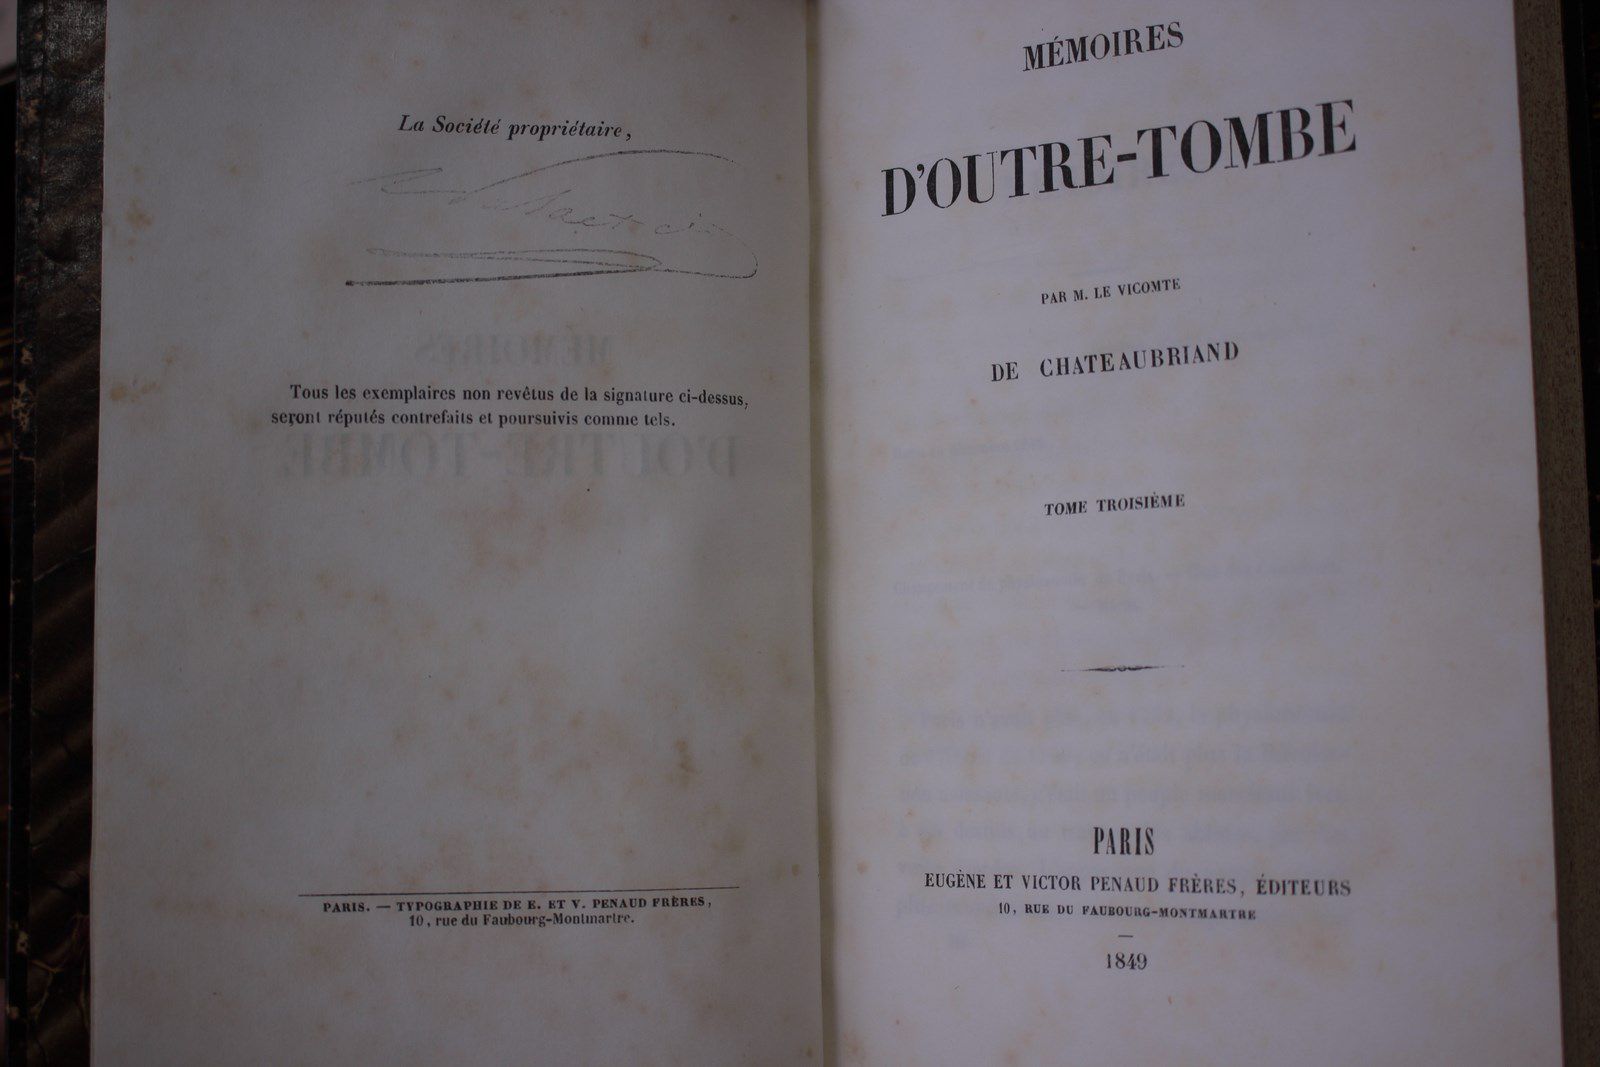 La Société propriétaire,
Tous les exemplaires non revêtus de la signature ci-dessus,
seront réputés contrefaits et poursuivis comme tels.
PARIS. — TYPOGRAPHIE DE E. ET V. PENAUD FRÈRES,
10, rue du Faubourg-Montmartre.
MÉMOIRES
D'OUTRE-TOMBE
PAR M. LE VICOMTE
DE CHATEAUBRIAND
TOME TROISIÈME
PARIS
EUGÈNE ET VICTOR PENAUD FRÈRES, ÉDITEURS
10, RUE DU FAUBOURG-MONTMARTRE
1849